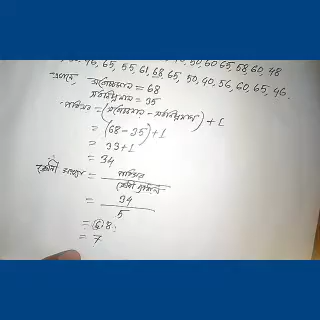 50, 60 65, 58, 60, 48
46, 65, 55, 61, 68, 65, 50, 40, 56, 60, 65, 46.
এখানে, সর্বোচ্চমান = 68
সর্বনিম্নমান = 35
∴ পরিসর = (সর্বোচ্চমান - সর্বনিম্নমান) + 1
= (68-35)+1
= 33+1
= 34
শ্রেণী সংখ্যা = পরিসর
শ্রেণী ব্যাপ্তি
= 34
5
= 6.8
= 7